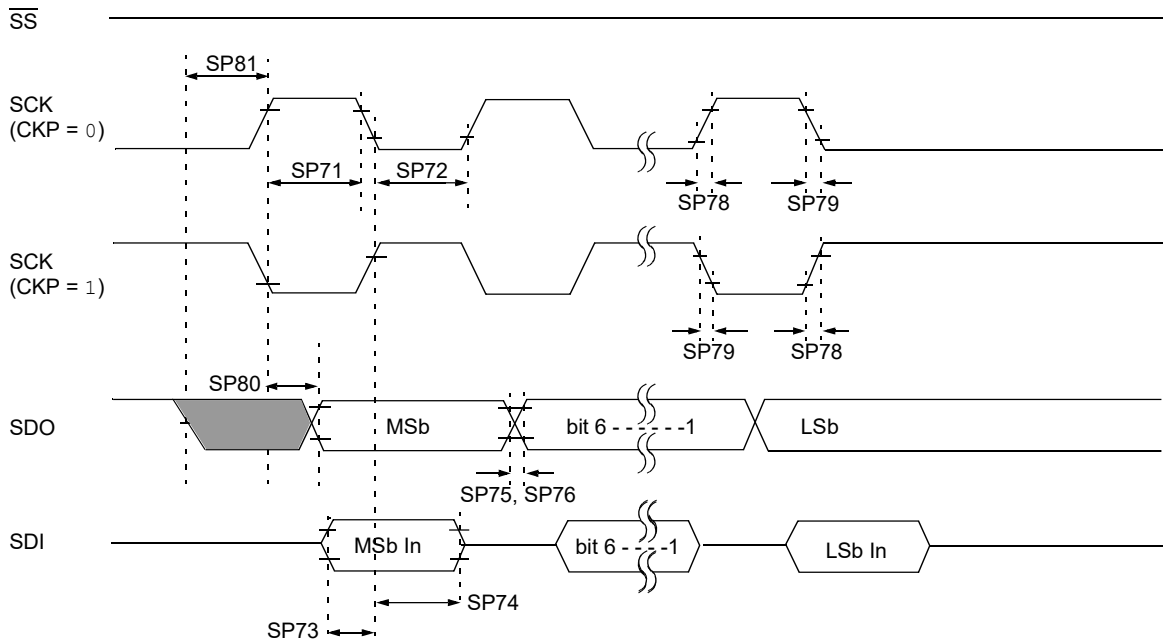 SS
SP81
SCK
(CKP = 0)
SP71
SP72
SP78
SP79
SCK
(CKP = 1)
SP79
SP78
SP80
SDO
MSb
bit 6 - - - - - - -1
LSb
SP75, SP76
SDI
MSb In
bit 6 - - - - -1
LSb In
SP74
SP73